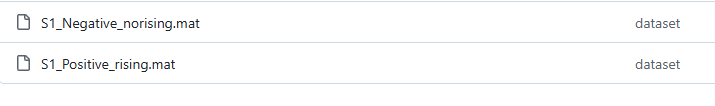 S1_Negative_norising.mat dataset
S1_Positive_rising.mat dataset